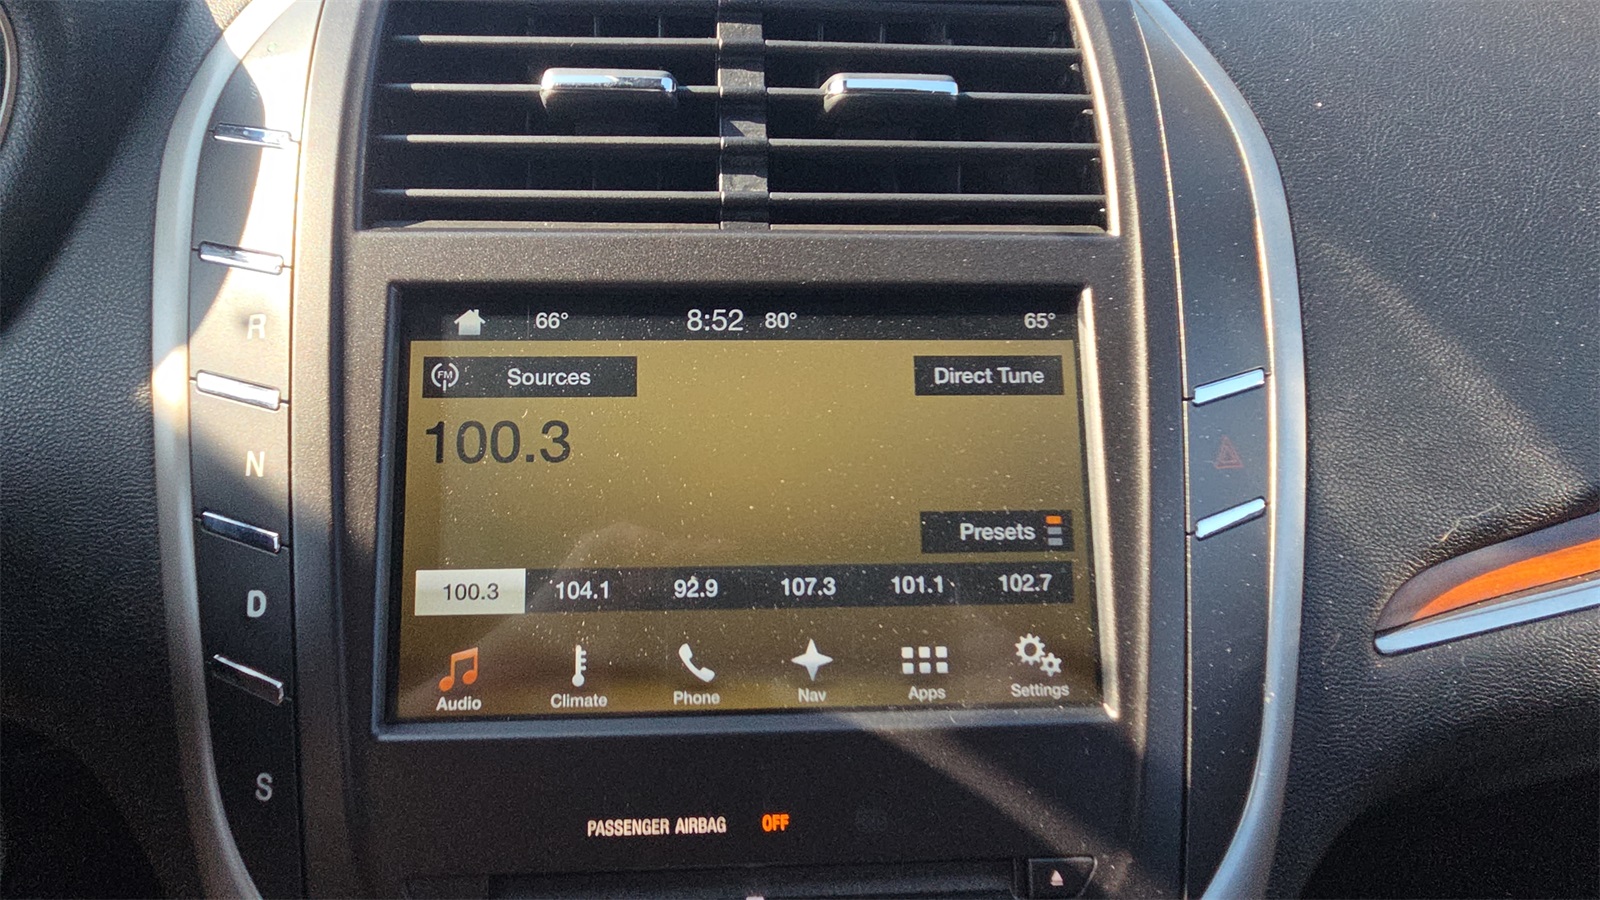 66° 8:52 80° 65°
FM Sources Direct Tune
100.3
Presets
100.3 104.1 92.9 107.3 101.1 102.7
Audio Climate Phone Nav Apps Settings
R
N
D
S
PASSENGER AIRBAG OFF